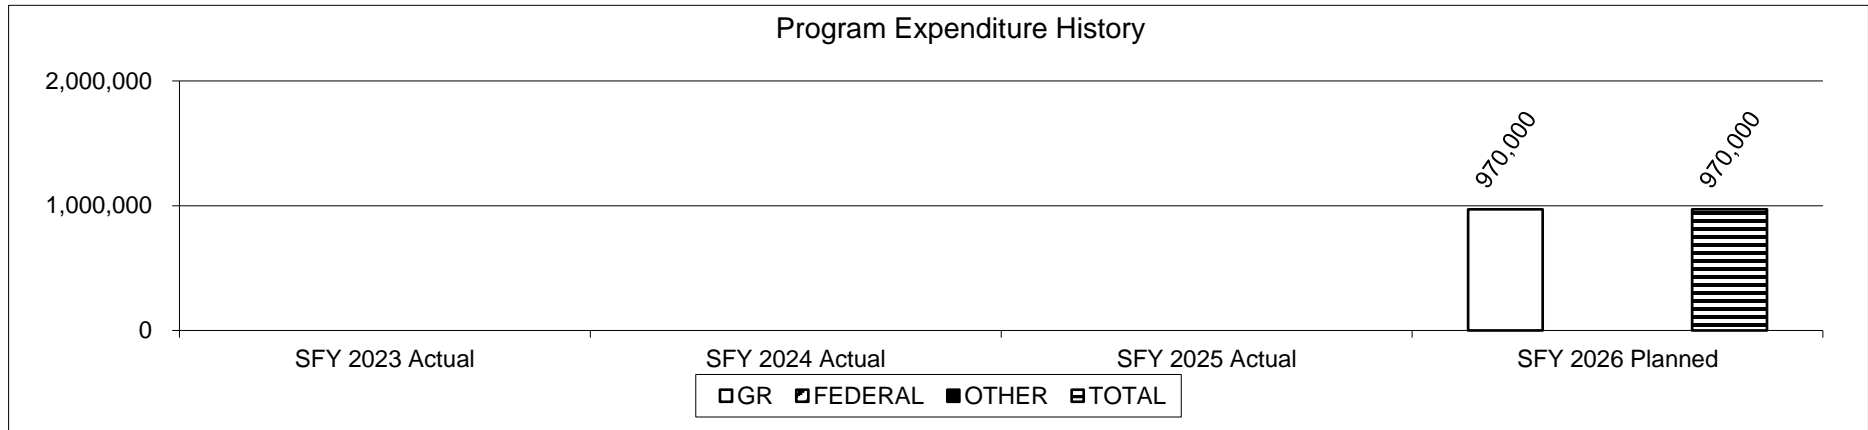 Program Expenditure History
2,000,000
970,000 970,000
1,000,000
0
SFY 2023 Actual SFY 2024 Actual SFY 2025 Actual SFY 2026 Planned
GR FEDERAL OTHER TOTAL